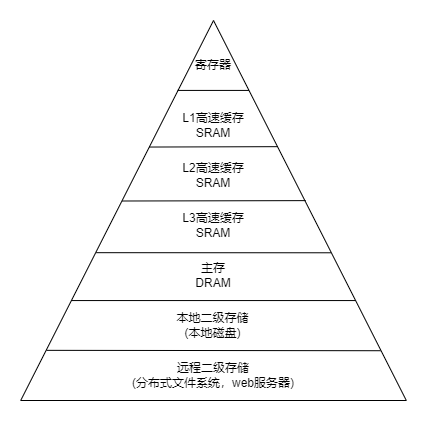 寄存器
L1高速缓存
SRAM
L2高速缓存
SRAM
L3高速缓存
SRAM
主存
DRAM
本地二级存储
(本地磁盘)
远程二级存储
(分布式文件系统，web服务器)